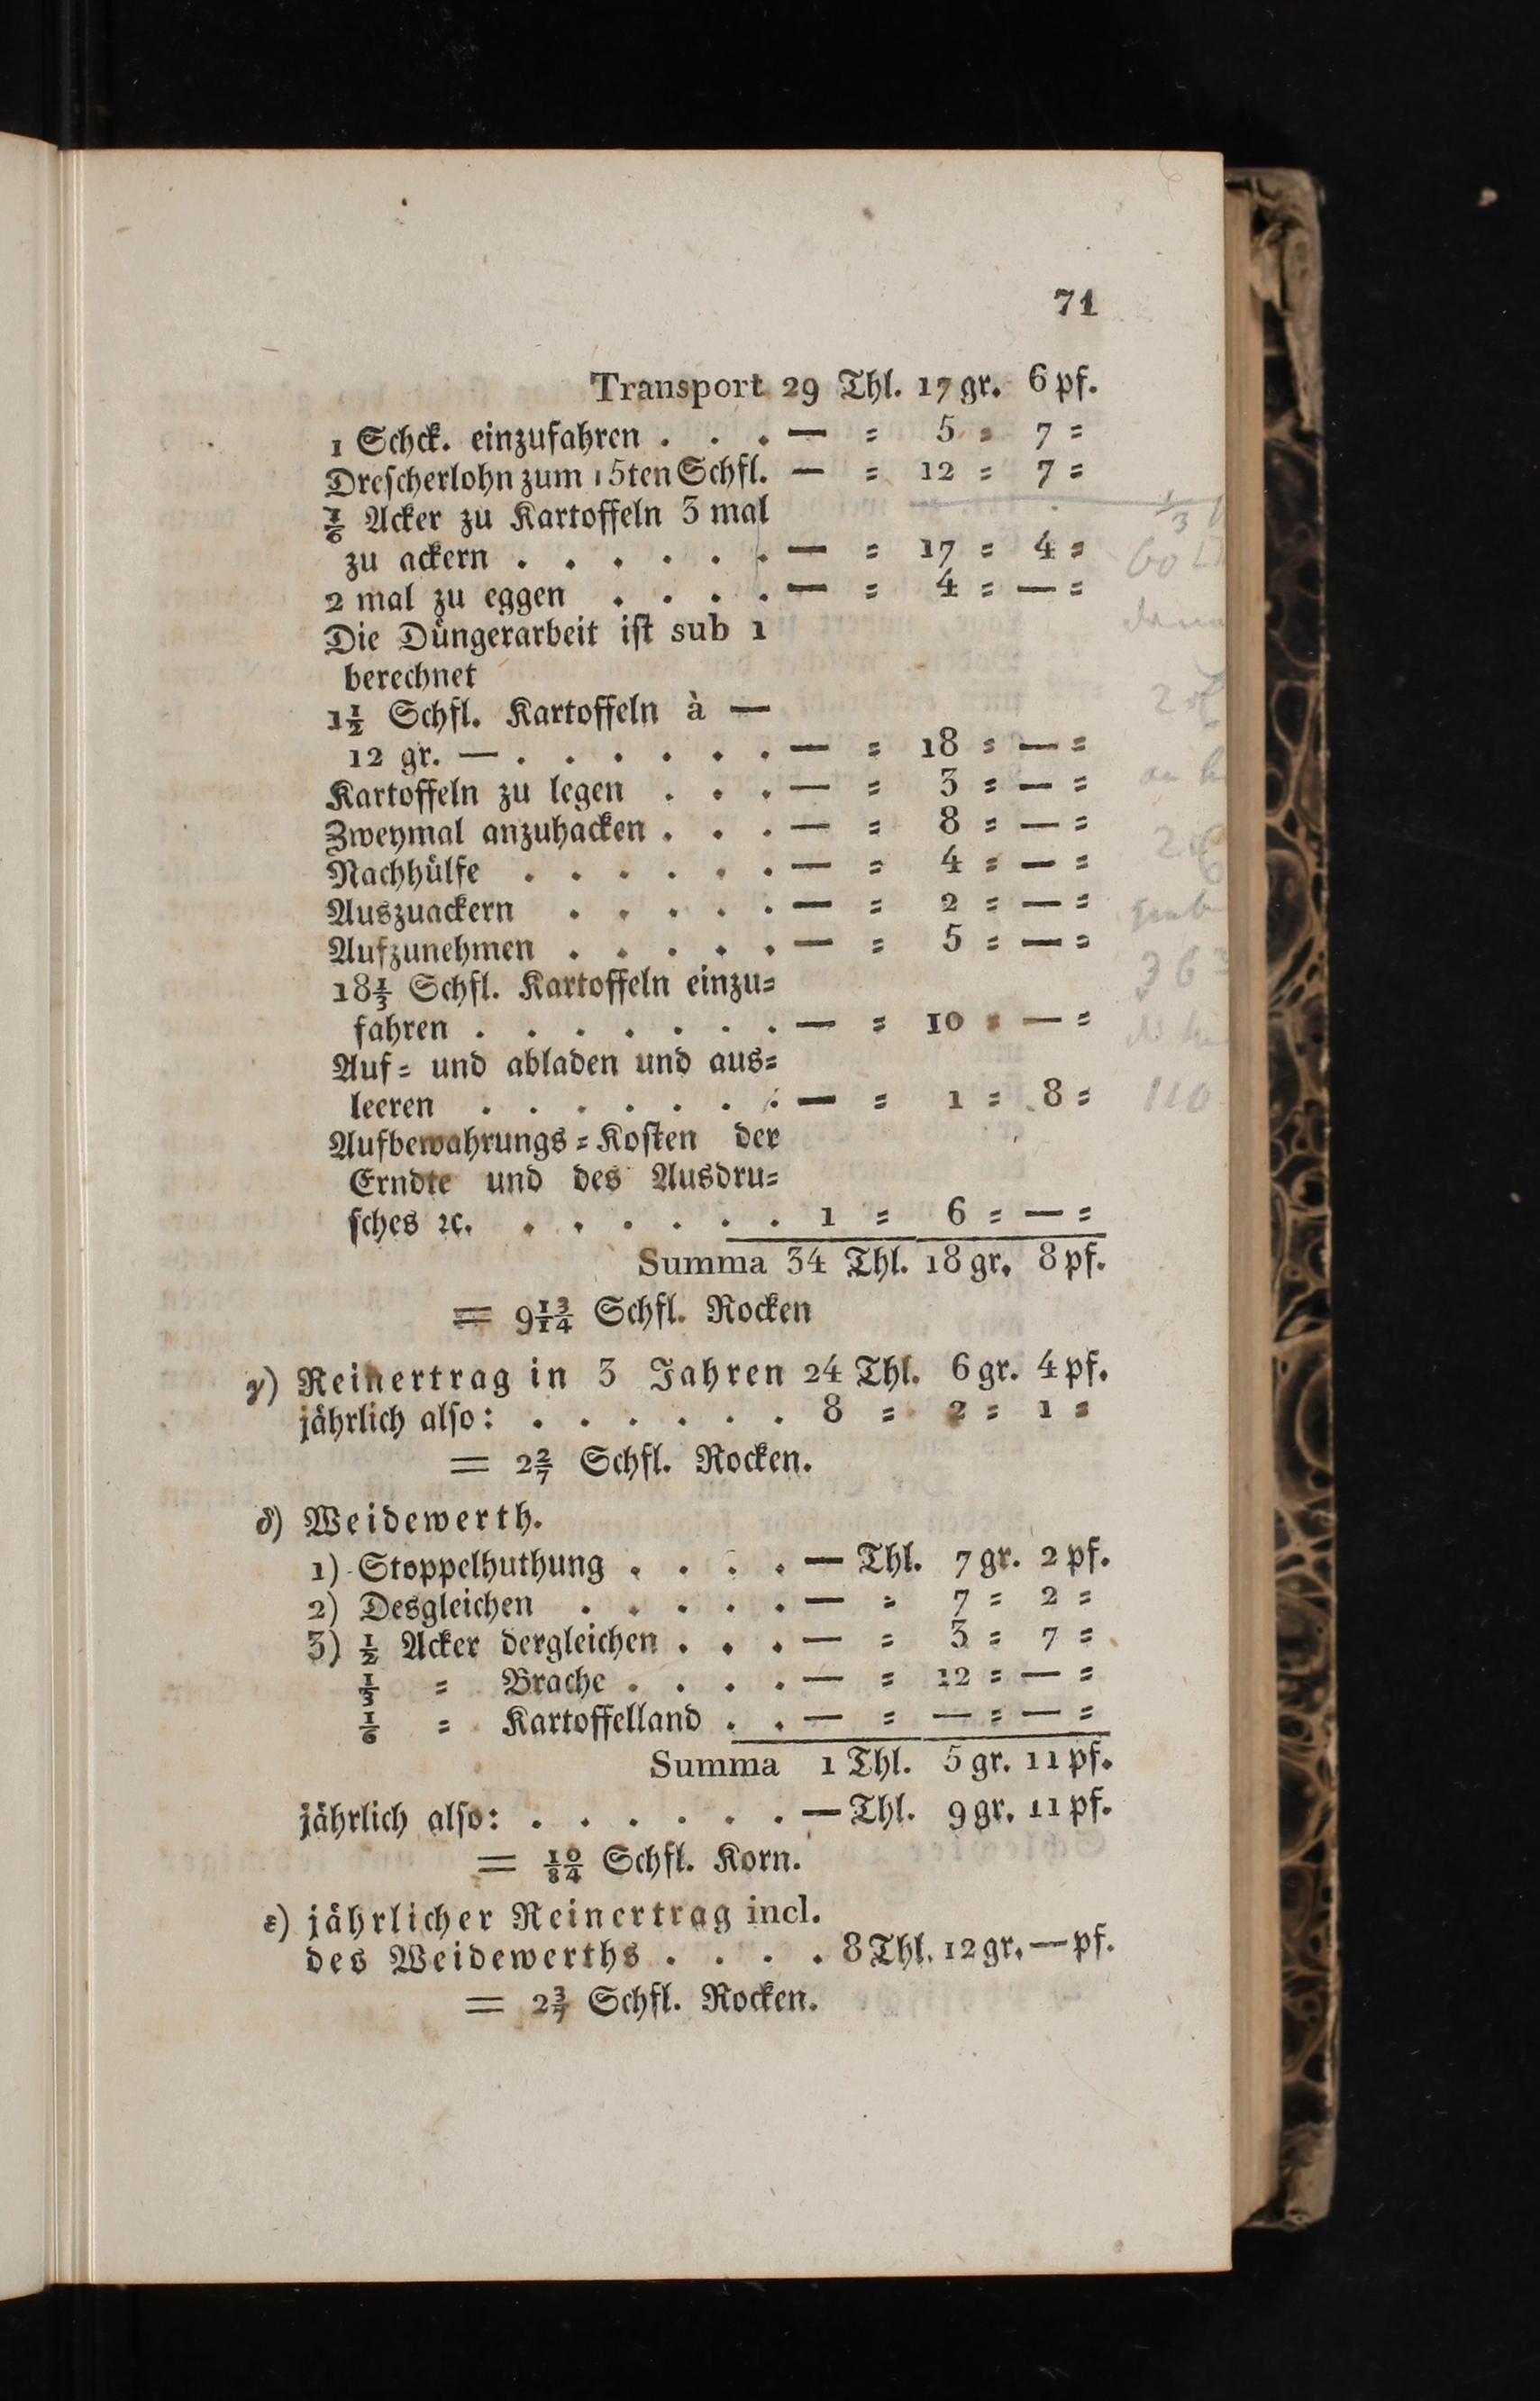 71
Transport 29 Thl. 17 gr. 6 pf.
1 Schck. einzufahren . . . — = 5 = 7 =
Drescherlohn zum 15ten Schfl. — = 12 = 7 =
⅙ Acker zu Kartoffeln 3 mal
zu ackern . . . . . . — = 17 = 4 =
2 mal zu eggen . . . . — = 4 = — =
Die Düngerarbeit ist sub 1
berechnet
1½ Schfl. Kartoffeln à —
12 gr. — . . . . . . — = 18 = — =
Kartoffeln zu legen . . . — = 3 = — =
Zweymal anzuhacken . . . — = 8 = — =
Nachhülfe . . . . . . — = 4 = — =
Auszuackern . . . . . — = 2 = — =
Aufzunehmen . . . . . — = 5 = — =
18⅓ Schfl. Kartoffeln einzu=
fahren . . . . . . . — = 10 = — =
Auf= und abladen und aus=
leeren . . . . . . . — = 1 = 8 =
Aufbewahrungs=Kosten der
Erndte und des Ausdru=
sches ꝛc. . . . . . . 1 = 6 = — =
Summa 34 Thl. 18 gr. 8 pf.
= 9 13/14 Schfl. Rocken
γ) Reinertrag in 3 Jahren 24 Thl. 6 gr. 4 pf.
jährlich also: . . . . . . 8 = 2 = 1 =
= 2 2/7 Schfl. Rocken.
δ) Weidewerth.
1) Stoppelhuthung . . . . — Thl. 7 gr. 2 pf.
2) Desgleichen . . . . . — = 7 = 2 =
3) ½ Acker dergleichen . . . — = 3 = 7 =
⅓ = Brache . . . . — = 12 = — =
⅙ = Kartoffelland . . — = — = — =
Summa 1 Thl. 5 gr. 11 pf.
jährlich also: . . . . . . — Thl. 9 gr. 11 pf.
= 10/84 Schfl. Korn.
ε) jährlicher Reinertrag incl.
des Weidewerths . . . . 8 Thl. 12 gr. — pf.
= 2 3/7 Schfl. Rocken.